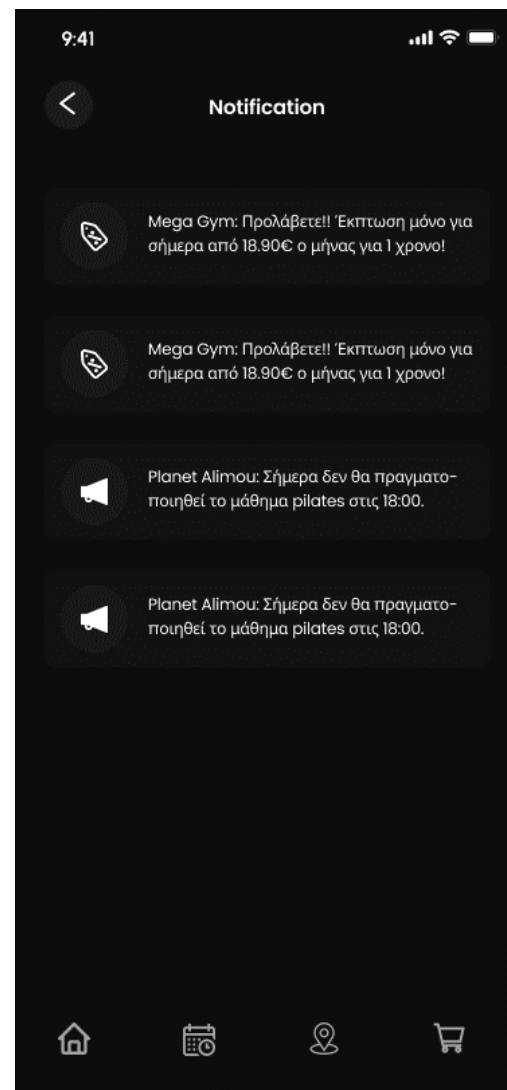 9:41
Notification
Mega Gym: Προλάβετε!! Έκπτωση μόνο για
σήμερα από 18.90€ ο μήνας για 1 χρονο!
Mega Gym: Προλάβετε!! Έκπτωση μόνο για
σήμερα από 18.90€ ο μήνας για 1 χρονο!
Planet Alimou: Σήμερα δεν θα πραγματο-
ποιηθεί το μάθημα pilates στις 18:00.
Planet Alimou: Σήμερα δεν θα πραγματο-
ποιηθεί το μάθημα pilates στις 18:00.